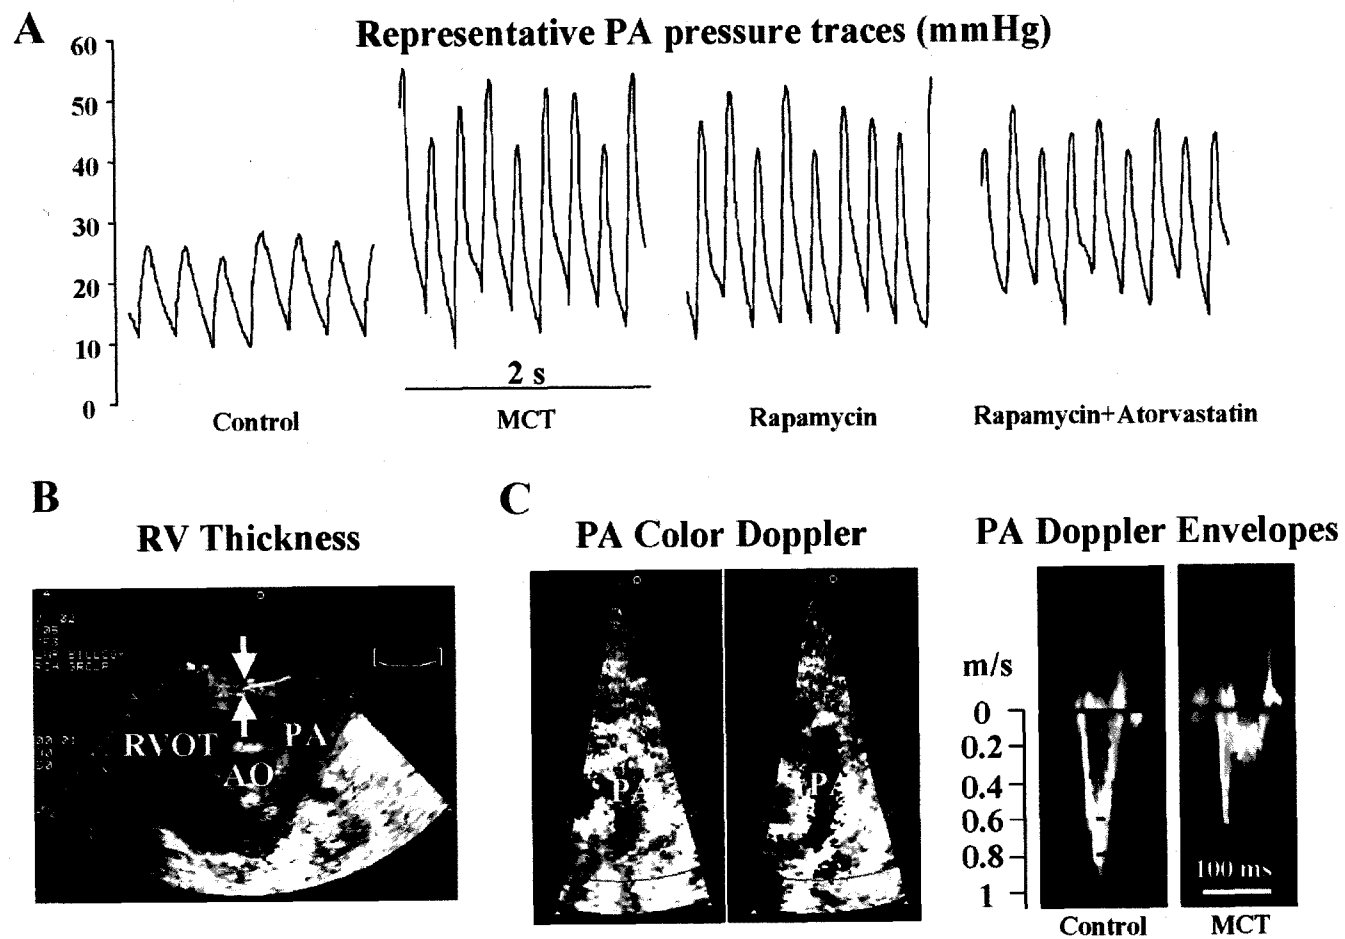 A
Representative PA pressure traces (mmHg)
60
50
40
30
20
10
0
2 s
Control
MCT
Rapamycin
Rapamycin+Atorvastatin
B
RV Thickness
RVOT
PA
AO
C
PA Color Doppler
PA
PA
PA Doppler Envelopes
m/s
0
0.2
0.4
0.6
0.8
1
100 ms
Control
MCT